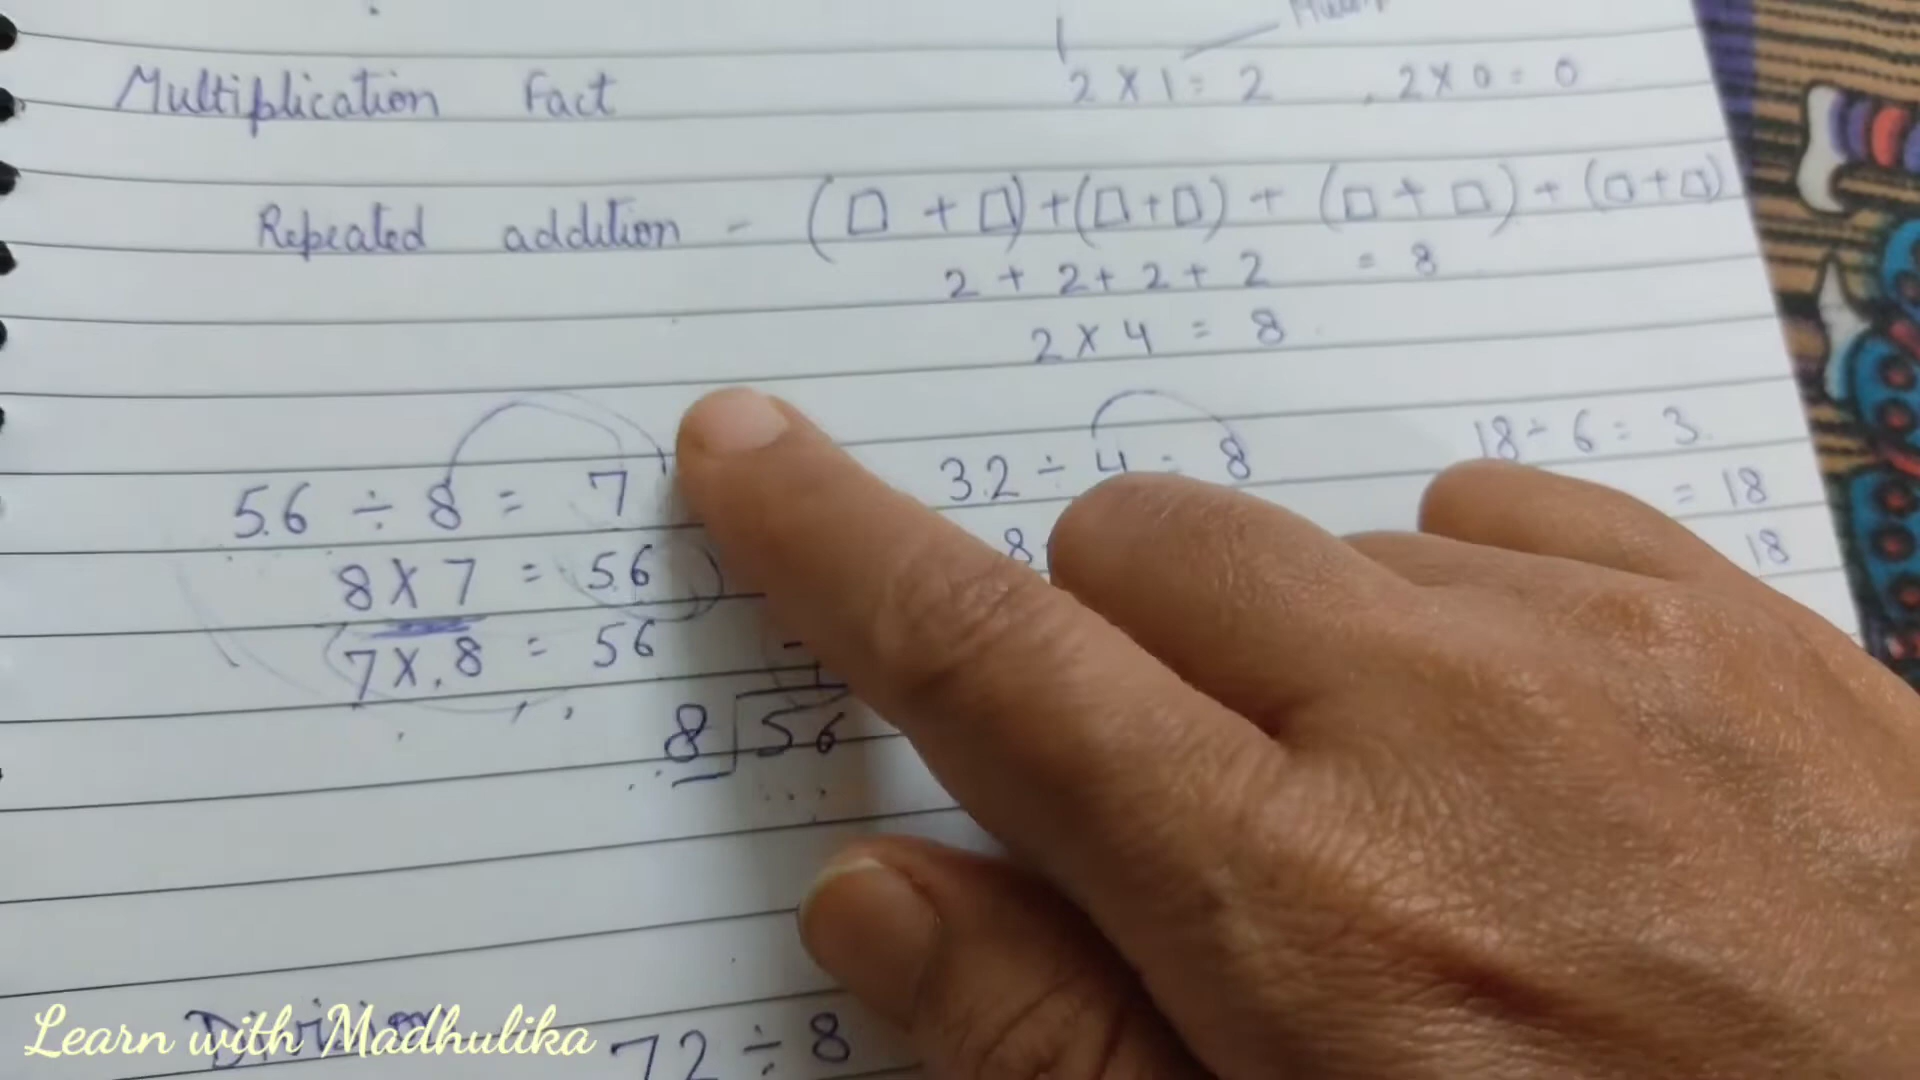 2 X 1 = 2 , 2 X 0 = 0
Multiplication Fact
Repeated addition - (□ + □) + (□ + □) + (□ + □) + (□ + □)
2 + 2 + 2 + 2 = 8
2 X 4 = 8
56 ÷ 8 = 7
32 ÷ 4 = 8
18 ÷ 6 = 3
8 X 7 = 56
8
= 18
7 X 8 = 56
18
8 56
Division 72 ÷ 8
Learn with Madhulika